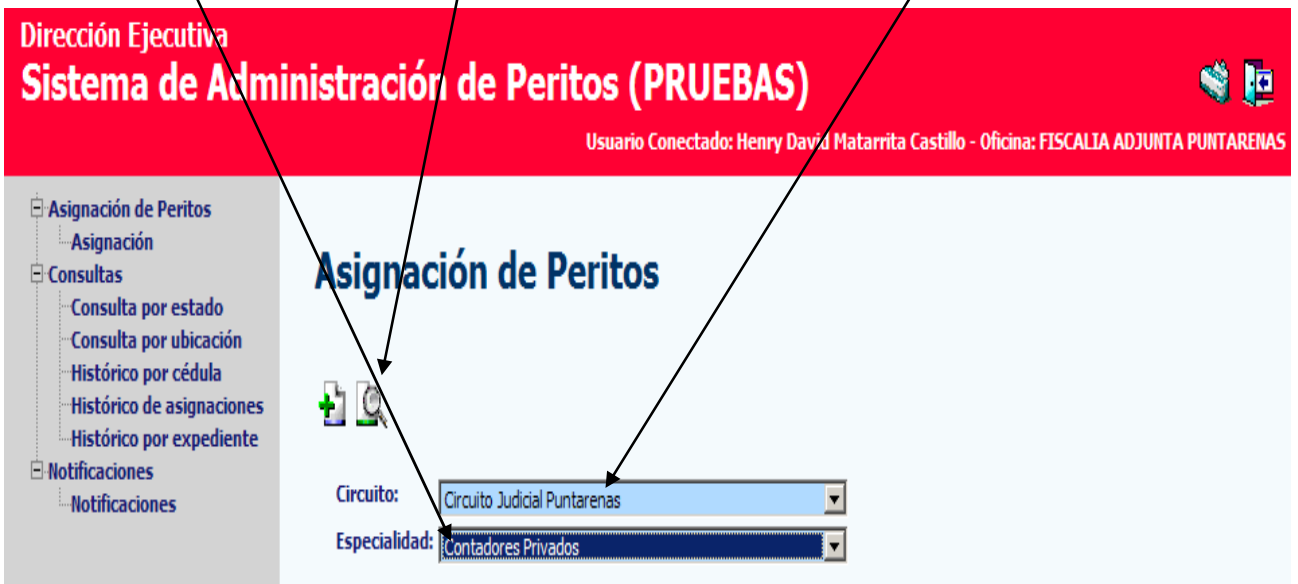 Dirección Ejecutiva
Sistema de Administración de Peritos (PRUEBAS)
Usuario Conectado: Henry David Matarrita Castillo - Oficina: FISCALIA ADJUNTA PUNTARENAS
Asignación de Peritos
Asignación
Consultas
Consulta por estado
Consulta por ubicación
Histórico por cédula
Histórico de asignaciones
Histórico por expediente
Notificaciones
Notificaciones
Asignación de Peritos
Circuito: Circuito Judicial Puntarenas
Especialidad: Contadores Privados